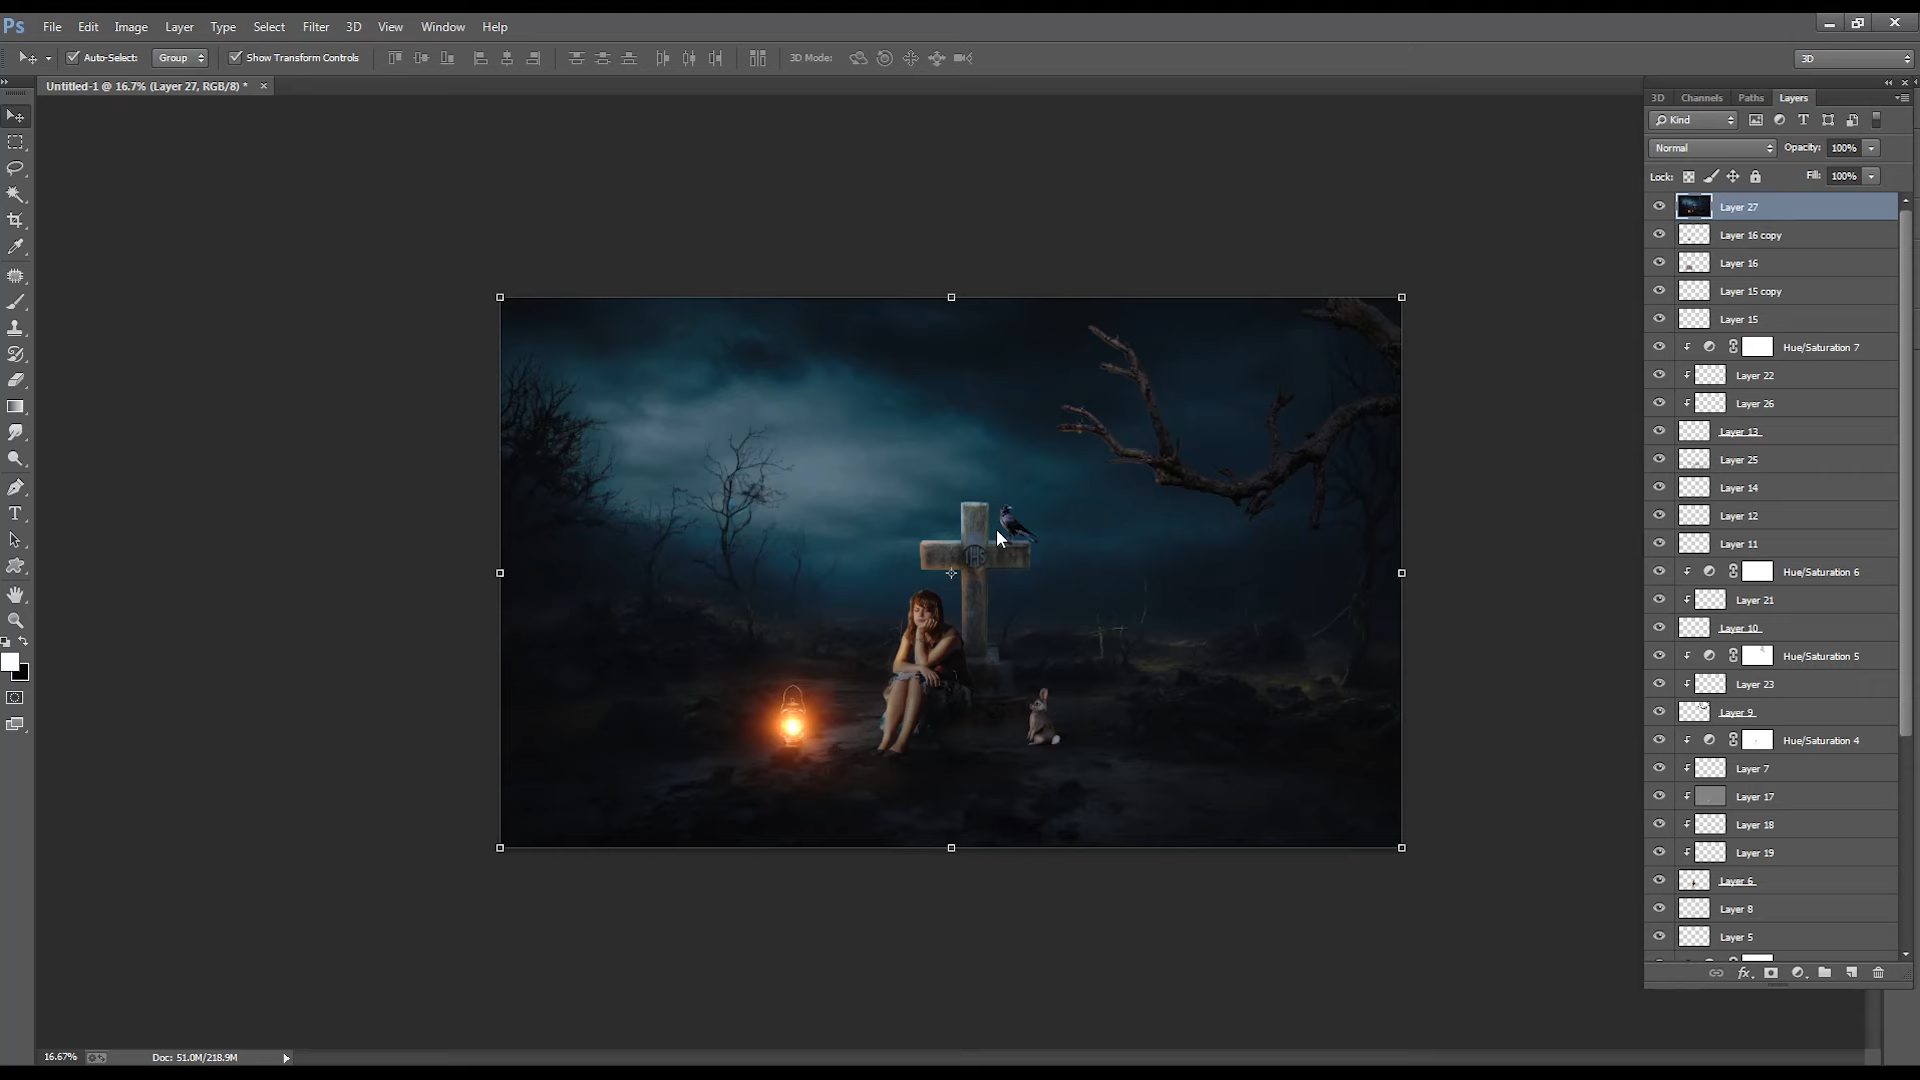 Ps File Edit Image Layer Type Select Filter 3D View Window Help
Auto-Select: Group Show Transform Controls 3D Mode: 3D
Untitled-1 @ 16.7% (Layer 27, RGB/8) *
3D Channels Paths Layers
Kind
Normal Opacity: 100%
Lock: Fill: 100%
Layer 27
Layer 16 copy
Layer 16
Layer 15 copy
Layer 15
Hue/Saturation 7
Layer 22
Layer 26
Layer 13
Layer 25
Layer 14
Layer 12
Layer 11
Hue/Saturation 6
Layer 21
Layer 10
Hue/Saturation 5
Layer 23
Layer 9
Hue/Saturation 4
Layer 7
Layer 17
Layer 18
Layer 19
Layer 6
Layer 8
Layer 5
IHS
16.67% Doc: 51.0M/218.9M